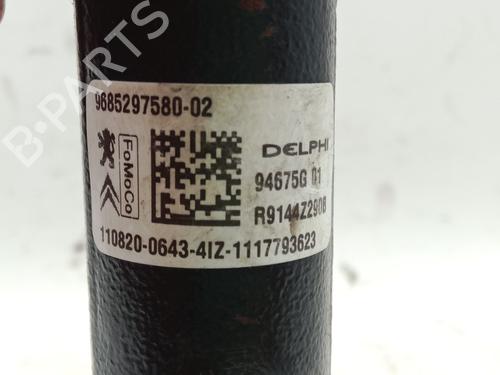 9685297580-02
FoMoCo
DELPHI
94675G 01
R9144Z290B
110820-0643-4IZ-1117793623
B-PARTS